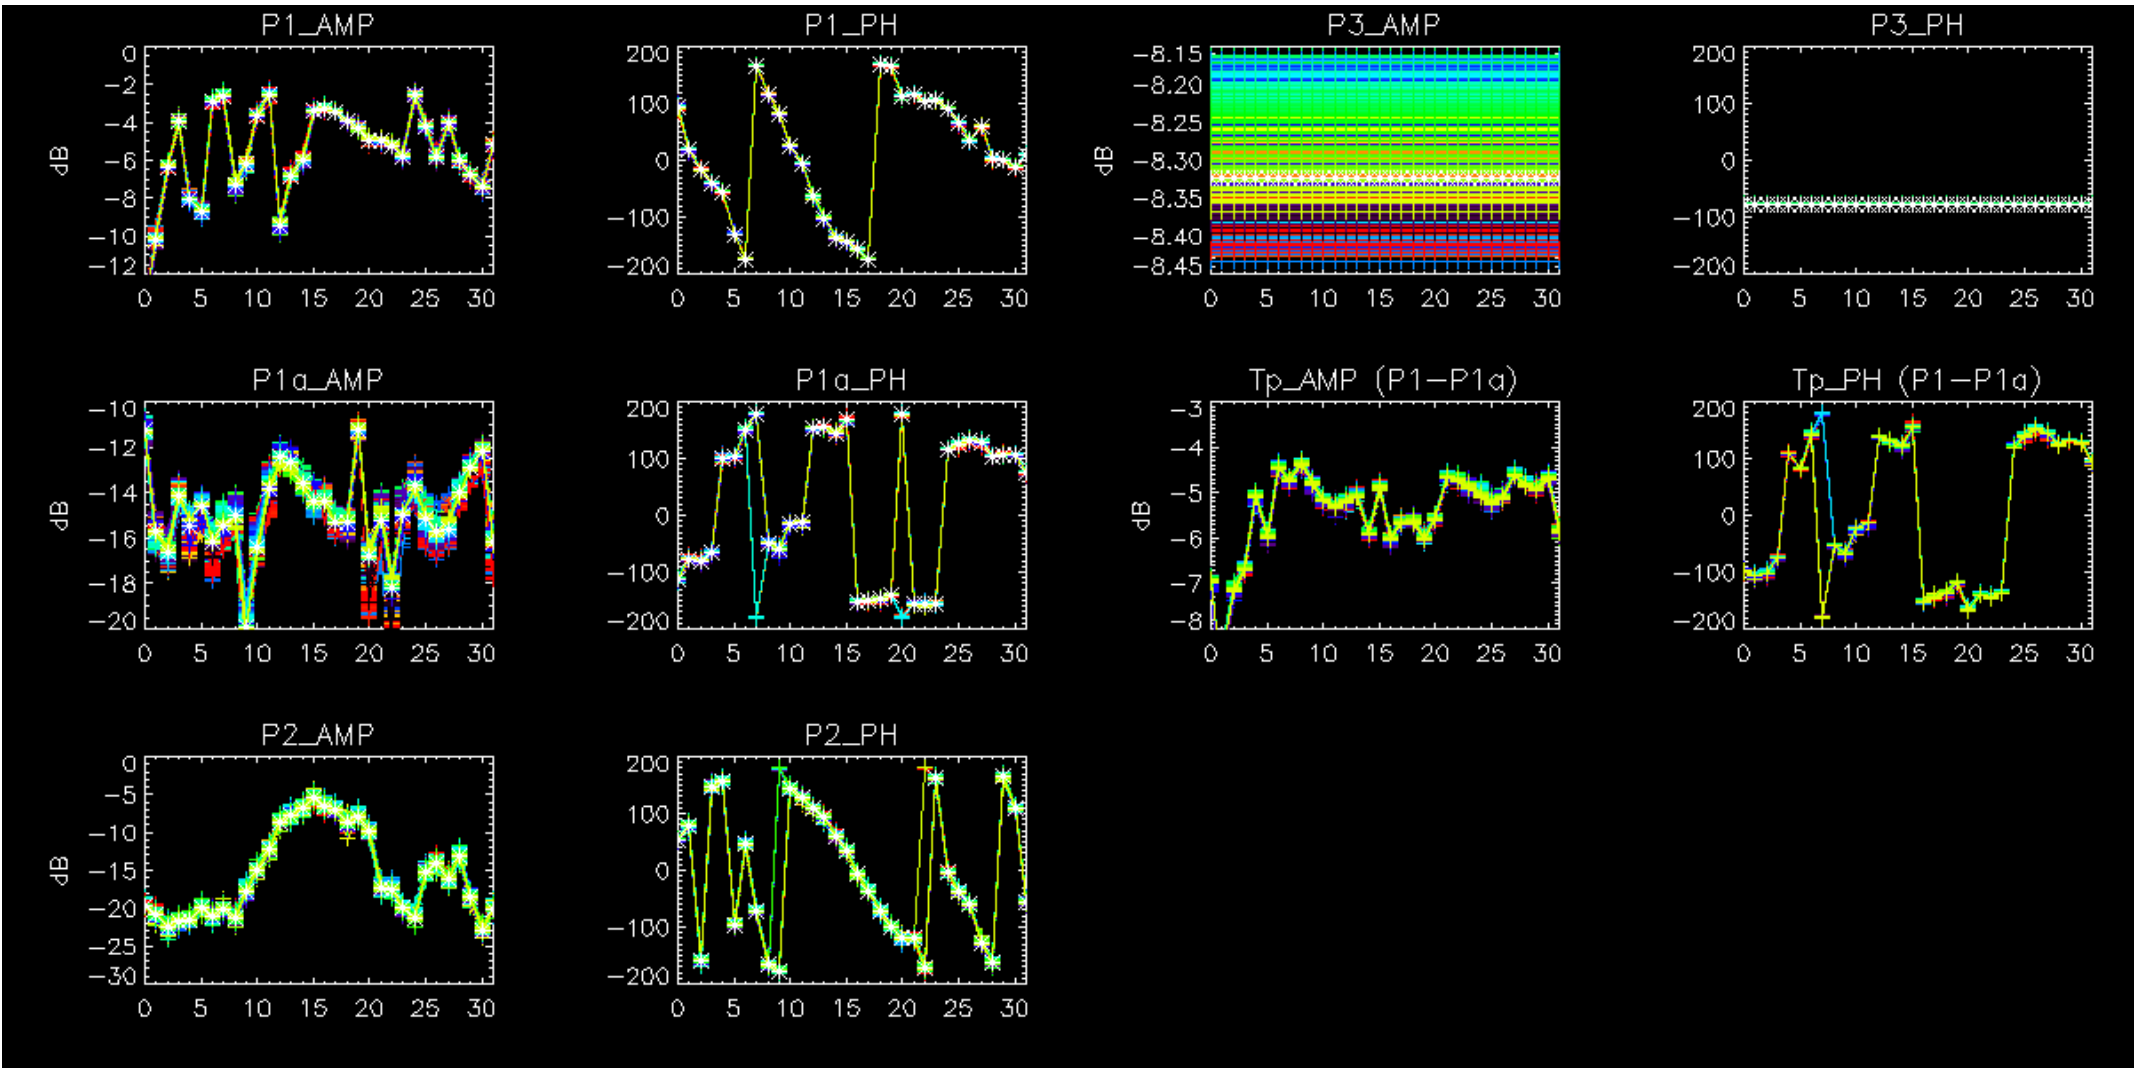 P1_AMP P1_PH P3_AMP P3_PH
0 200 -8.15 200
-2 -8.20
-4 100 -8.25 100
dB -6 0 dB -8.30 0
-8 -8.35
-10 -100 -8.40 -100
-12 -200 -8.45 -200
0 5 10 15 20 25 30 0 5 10 15 20 25 30 0 5 10 15 20 25 30 0 5 10 15 20 25 30
P1a_AMP P1a_PH Tp_AMP (P1-P1a) Tp_PH (P1-P1a)
-10 200 -3 200
-12 100 -4 100
-14 -5
dB -16 0 dB -6 0
-18 -100 -7 -100
-20 -200 -8 -200
0 5 10 15 20 25 30 0 5 10 15 20 25 30 0 5 10 15 20 25 30 0 5 10 15 20 25 30
P2_AMP P2_PH
0 200
-5 100
-10
dB -15 0
-20 -100
-25
-30 -200
0 5 10 15 20 25 30 0 5 10 15 20 25 30